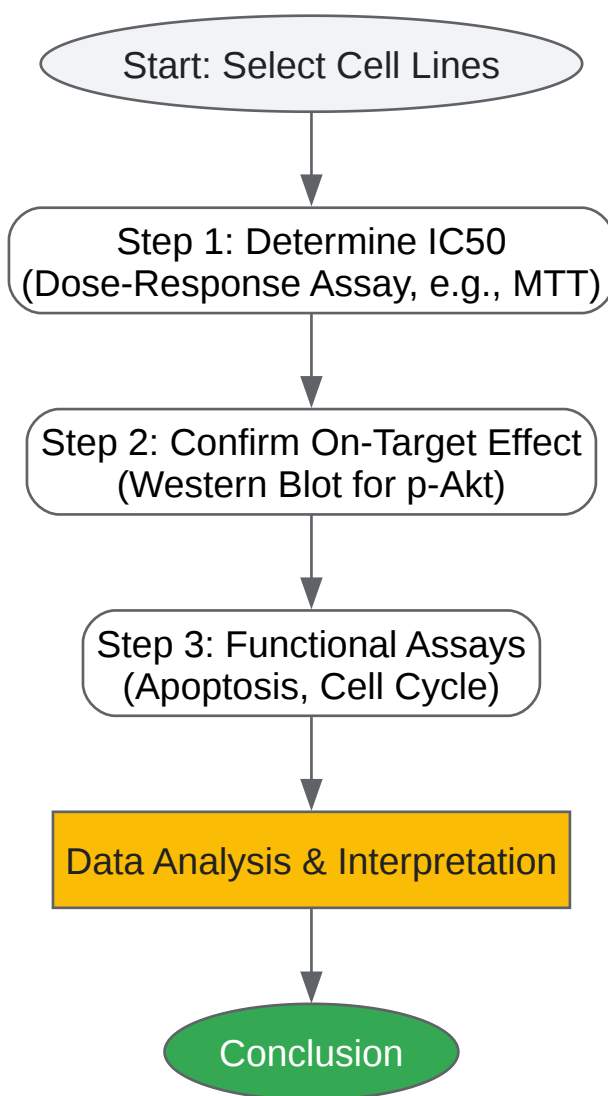 Start: Select Cell Lines
Step 1: Determine IC50
(Dose-Response Assay, e.g., MTT)
Step 2: Confirm On-Target Effect
(Western Blot for p-Akt)
Step 3: Functional Assays
(Apoptosis, Cell Cycle)
Data Analysis & Interpretation
Conclusion